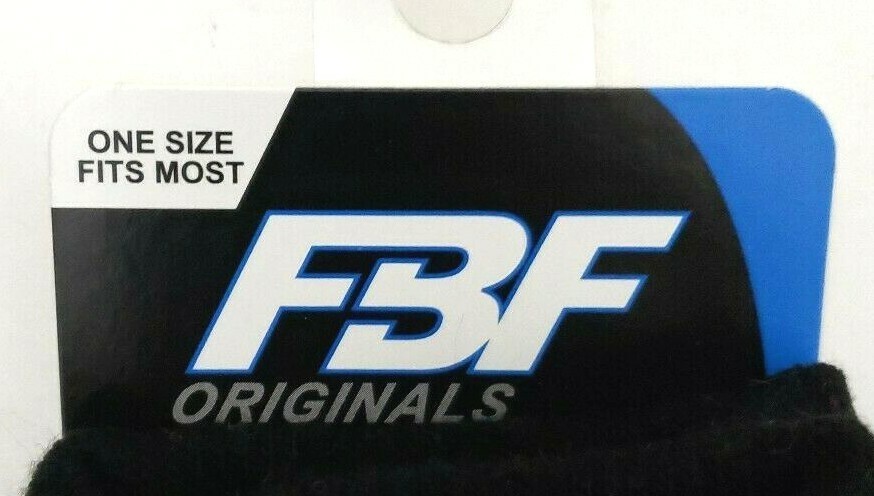 ONE SIZE
FITS MOST
FBF
ORIGINALS